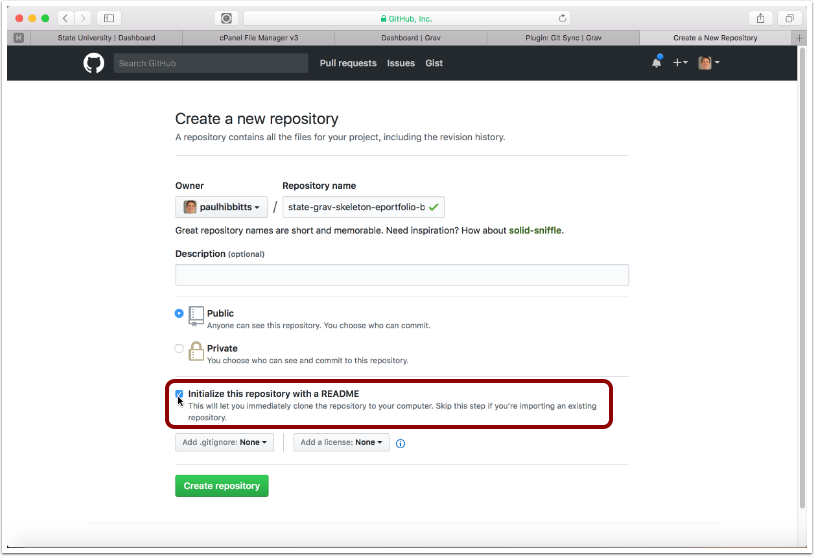 GitHub, Inc.
H
State University | Dashboard
cPanel File Manager v3
Dashboard | Grav
Plugin: Git Sync | Grav
Create a New Repository
Search GitHub
Pull requests Issues Gist
Create a new repository
A repository contains all the files for your project, including the revision history.
Owner Repository name
paulhibbitts / state-grav-skeleton-eportfolio-b
Great repository names are short and memorable. Need inspiration? How about solid-sniffle.
Description (optional)
Public
Anyone can see this repository. You choose who can commit.
Private
You choose who can see and commit to this repository.
Initialize this repository with a README
This will let you immediately clone the repository to your computer. Skip this step if you're importing an existing
repository.
Add .gitignore: None Add a license: None
Create repository